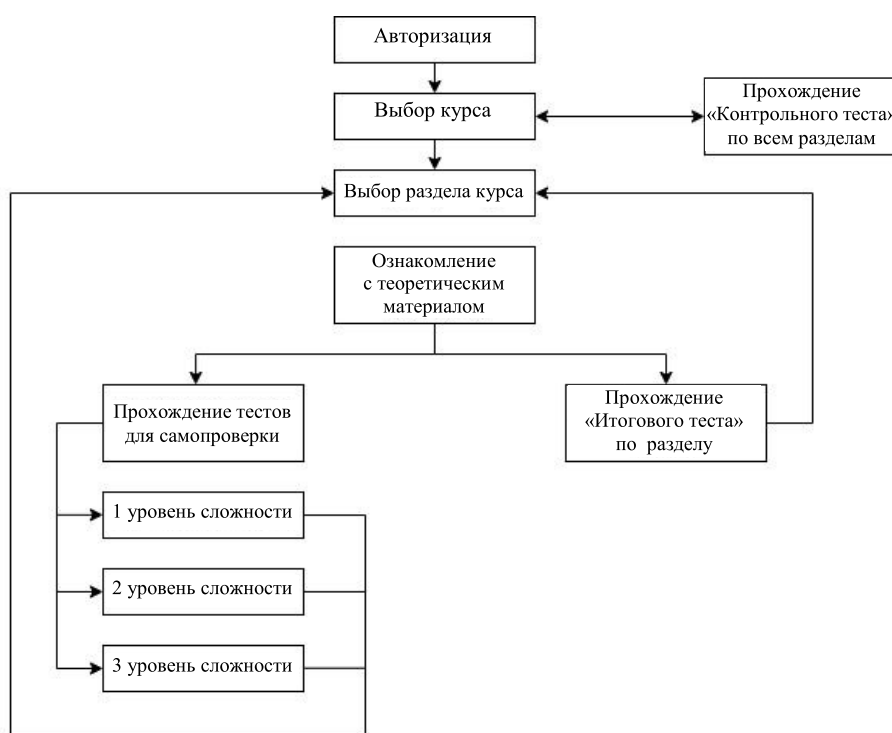 Авторизация
Выбор курса
Прохождение
«Контрольного теста»
по всем разделам
Выбор раздела курса
Ознакомление
с теоретическим
материалом
Прохождение тестов
для самопроверки
Прохождение
«Итогового теста»
по разделу
1 уровень сложности
2 уровень сложности
3 уровень сложности